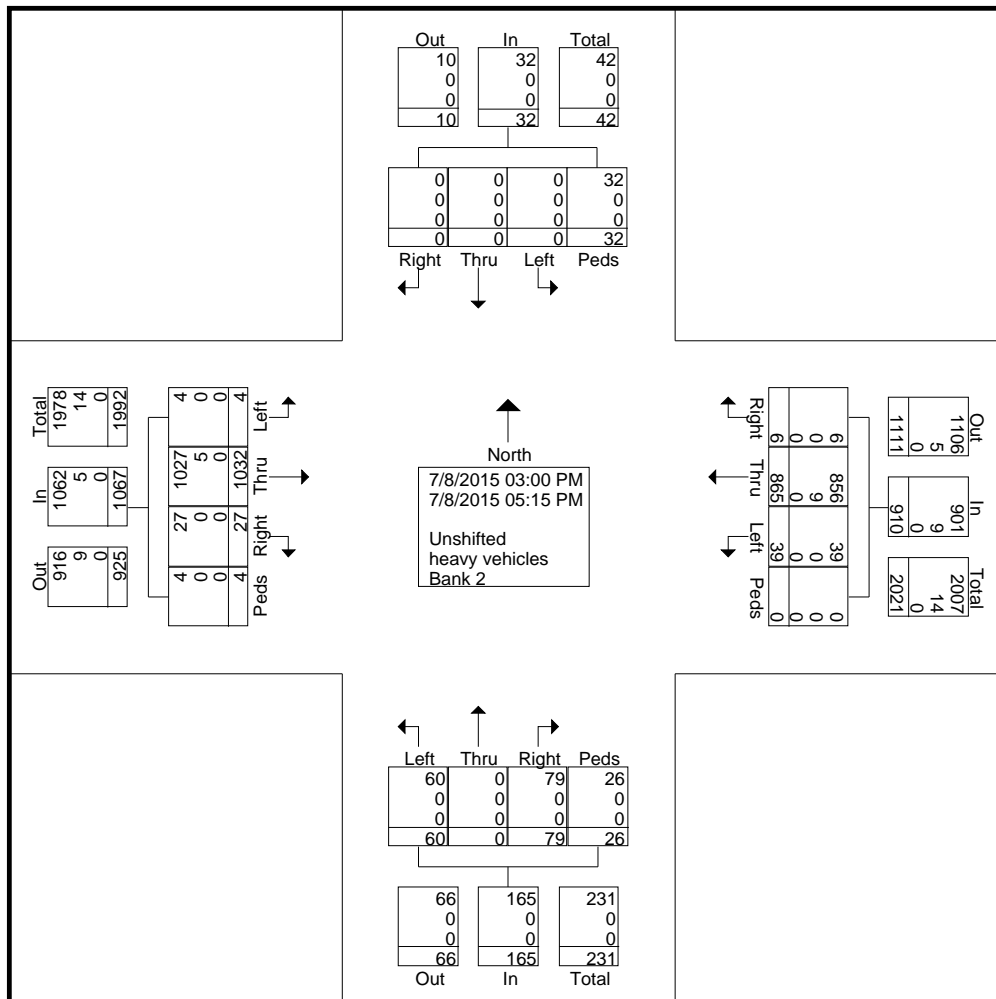 Out In Total
10 32 42
0 0 0
0 0 0
10 32 42
0 0 0 32
0 0 0 0
0 0 0 0
0 0 0 32
Right Thru Left Peds
Out In Total
916 1062 1978
9 5 14
0 0 0
925 1067 1992
4 27 1027 4
0 0 5 0
0 0 0 0
4 27 1032 4
Peds Right Thru Left
North
7/8/2015 03:00 PM
7/8/2015 05:15 PM
Unshifted
heavy vehicles
Bank 2
Out In Total
1106 901 2007
5 9 14
0 0 0
1111 910 2021
6 856 39 0
0 9 0 0
0 0 0 0
6 865 39 0
Right Thru Left Peds
Left Thru Right Peds
60 0 79 26
0 0 0 0
0 0 0 0
60 0 79 26
66 165 231
0 0 0
0 0 0
66 165 231
Out In Total